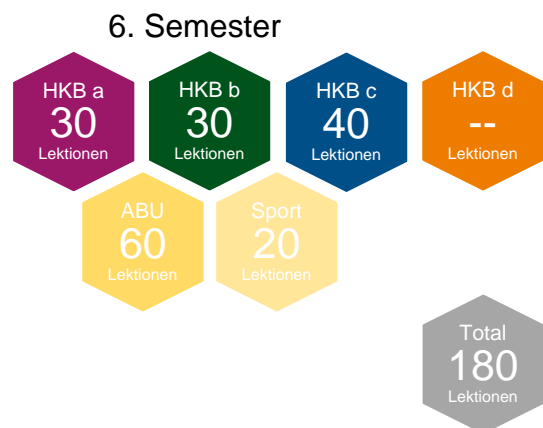 6. Semester
HKB a
30
Lektionen
HKB b
30
Lektionen
HKB c
40
Lektionen
HKB d
--
Lektionen
ABU
60
Lektionen
Sport
20
Lektionen
Total
180
Lektionen